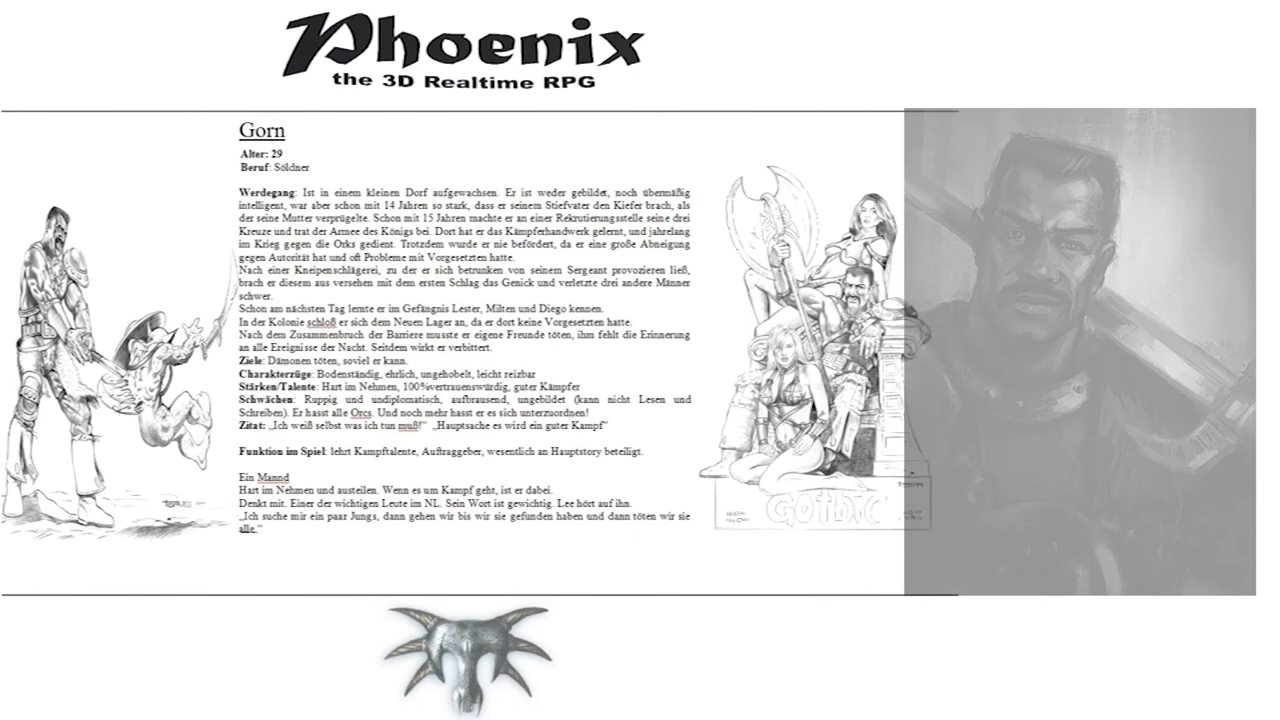 Phoenix
the 3D Realtime RPG
Gorn
Alter: 29
Beruf: Söldner
Werdegang: Ist in einem kleinen Dorf aufgewachsen. Er ist weder gebildet, noch übermäßig
intelligent, war aber schon mit 14 Jahren so stark, dass er seinem Stiefvater den Kiefer brach, als
der seine Mutter verprügelte. Schon mit 15 Jahren machte er an einer Rekrutierungsstelle seine drei
Kreuze und trat der Armee des Königs bei. Dort hat er das Kämpferhandwerk gelernt, und jahrelang
im Krieg gegen die Orks gedient. Trotzdem wurde er nie befördert, da er eine große Abneigung
gegen Autorität hat und oft Probleme mit Vorgesetzten hatte.
Nach einer Kneipenschlägerei, zu der er sich betrunken von seinem Sergeant provozieren ließ,
brach er diesem aus versehen mit dem ersten Schlag das Genick und verletzte drei andere Männer
schwer.
Schon am nächsten Tag lernte er im Gefängnis Lester, Milten und Diego kennen.
In der Kolonie schloß er sich dem Neuen Lager an, da er dort keine Vorgesetzten hatte.
Nach dem Zusammenbruch der Barriere musste er eigene Freunde töten, ihm fehlt die Erinnerung
an alle Ereignisse der Nacht. Seitdem wirkt er verbittert.
Ziele: Dämonen töten, soviel er kann.
Charakterzüge: Bodenständig, ehrlich, ungehobelt, leicht reizbar
Stärken/Talente: Hart im Nehmen, 100%vertrauenswürdig, guter Kämpfer
Schwächen: Ruppig und undiplomatisch, aufbrausend, ungebildet (kann nicht Lesen und
Schreiben). Er hasst alle Orcs. Und noch mehr hasst er es sich unterzuordnen!
Zitat: „Ich weiß selbst was ich tun muß!" „Hauptsache es wird ein guter Kampf"
Funktion im Spiel: lehrt Kampftalente, Auftraggeber, wesentlich an Hauptstory beteiligt.
Ein Mannd
Hart im Nehmen und austeilen. Wenn es um Kampf geht, ist er dabei.
Denkt mit. Einer der wichtigen Leute im NL. Sein Wort ist gewichtig. Lee hört auf ihn.
„Ich suche mir ein paar Jungs, dann gehen wir bis wir sie gefunden haben und dann töten wir sie
alle."
GOTHIC